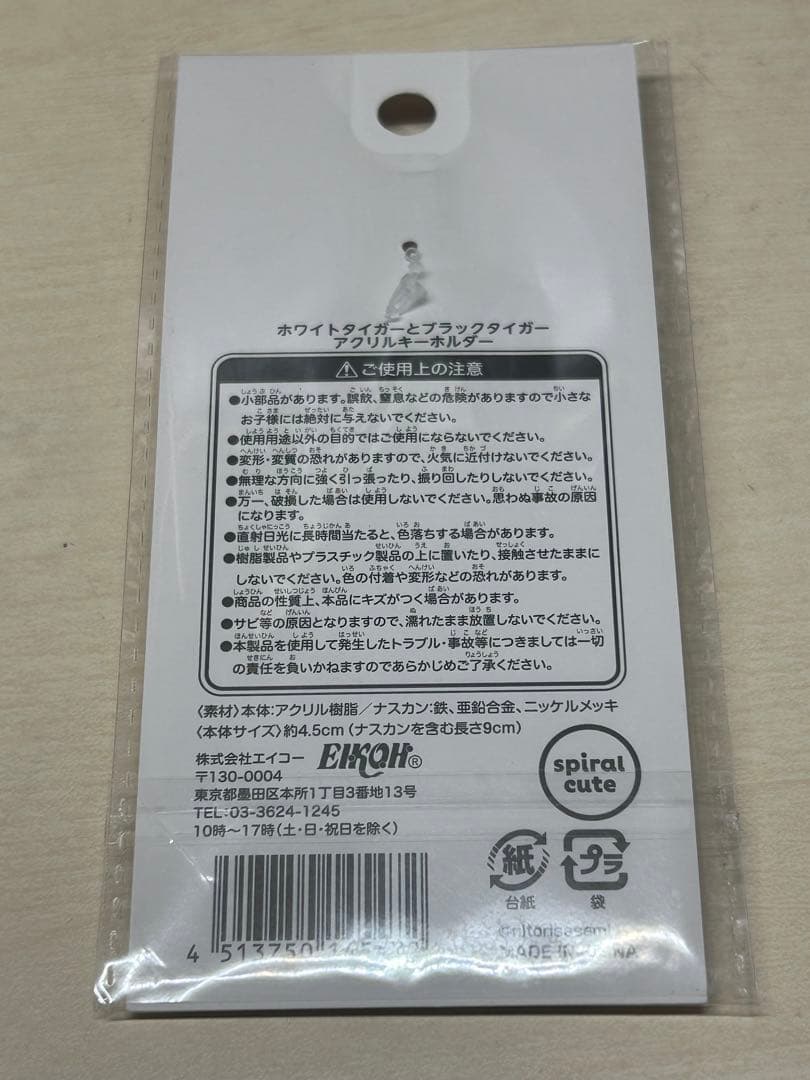 ホワイトタイガーとブラックタイガー
アクリルキーホルダー
⚠ご使用上の注意
●小部品があります。誤飲、窒息などの危険がありますので小さな
お子様には絶対に与えないでください。
●使用用途以外の目的ではご使用にならないでください。
●変形・変質の恐れがありますので、火気に近付けないでください。
●無理な方向に強く引っ張ったり、振り回したりしないでください。
●万一、破損した場合は使用しないでください。思わぬ事故の原因
になります。
●直射日光に長時間当たると、色落ちする場合があります。
●樹脂製品やプラスチック製品の上に置いたり、接触させたままに
しないでください。色の付着や変形などの恐れがあります。
●商品の性質上、本品にキズがつく場合があります。
●サビ等の原因となりますので、濡れたまま放置しないでください。
●本製品を使用して発生したトラブル・事故等につきましては一切
の責任を負いかねますのであらかじめご了承ください。
〈素材〉本体:アクリル樹脂/ナスカン:鉄、亜鉛合金、ニッケルメッキ
〈本体サイズ〉約4.5cm(ナスカンを含む長さ9cm)
株式会社エイコー EIKOH®
〒130-0004
東京都墨田区本所1丁目3番地13号
TEL:03-3624-1245
10時〜17時(土・日・祝日を除く)
spiral
cute
紙
台紙
プラ
袋
4 513750
MADE IN